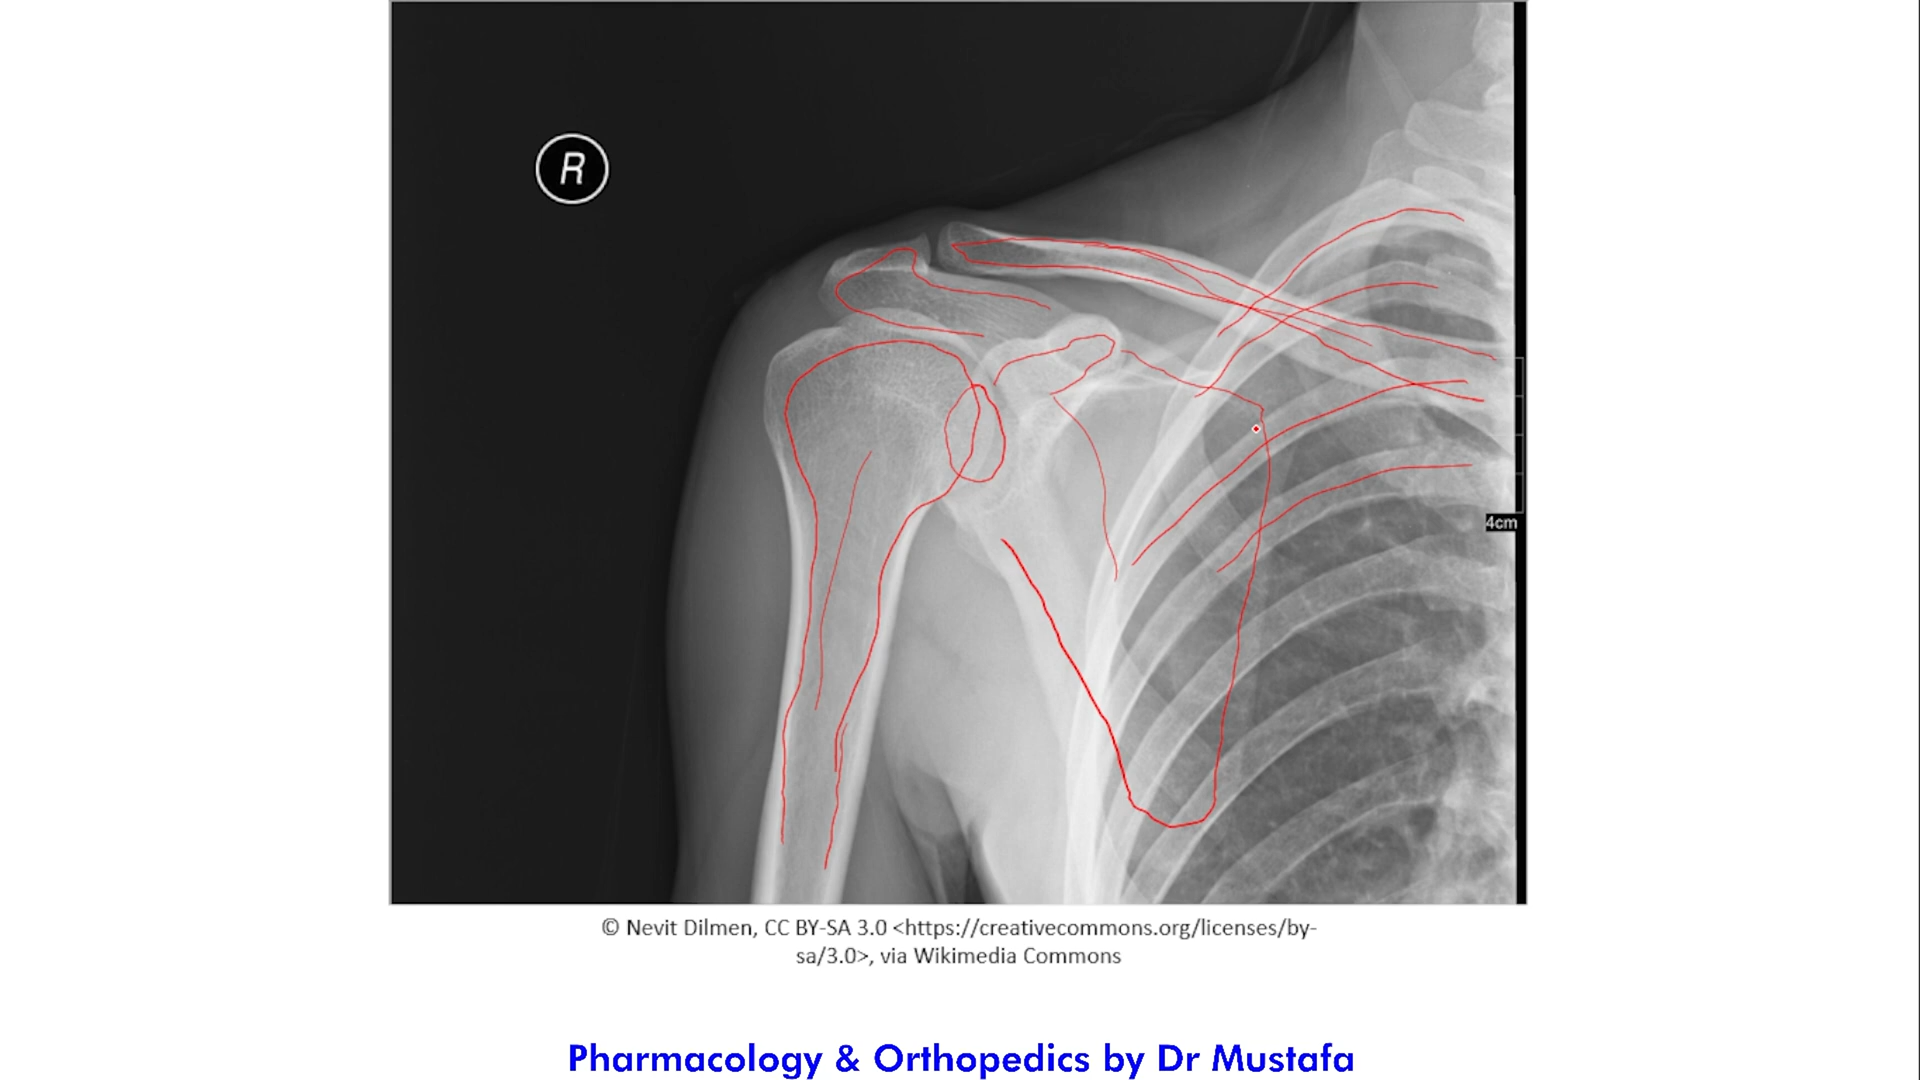 R
4cm
© Nevit Dilmen, CC BY-SA 3.0 <https://creativecommons.org/licenses/by-
sa/3.0>, via Wikimedia Commons
Pharmacology & Orthopedics by Dr Mustafa